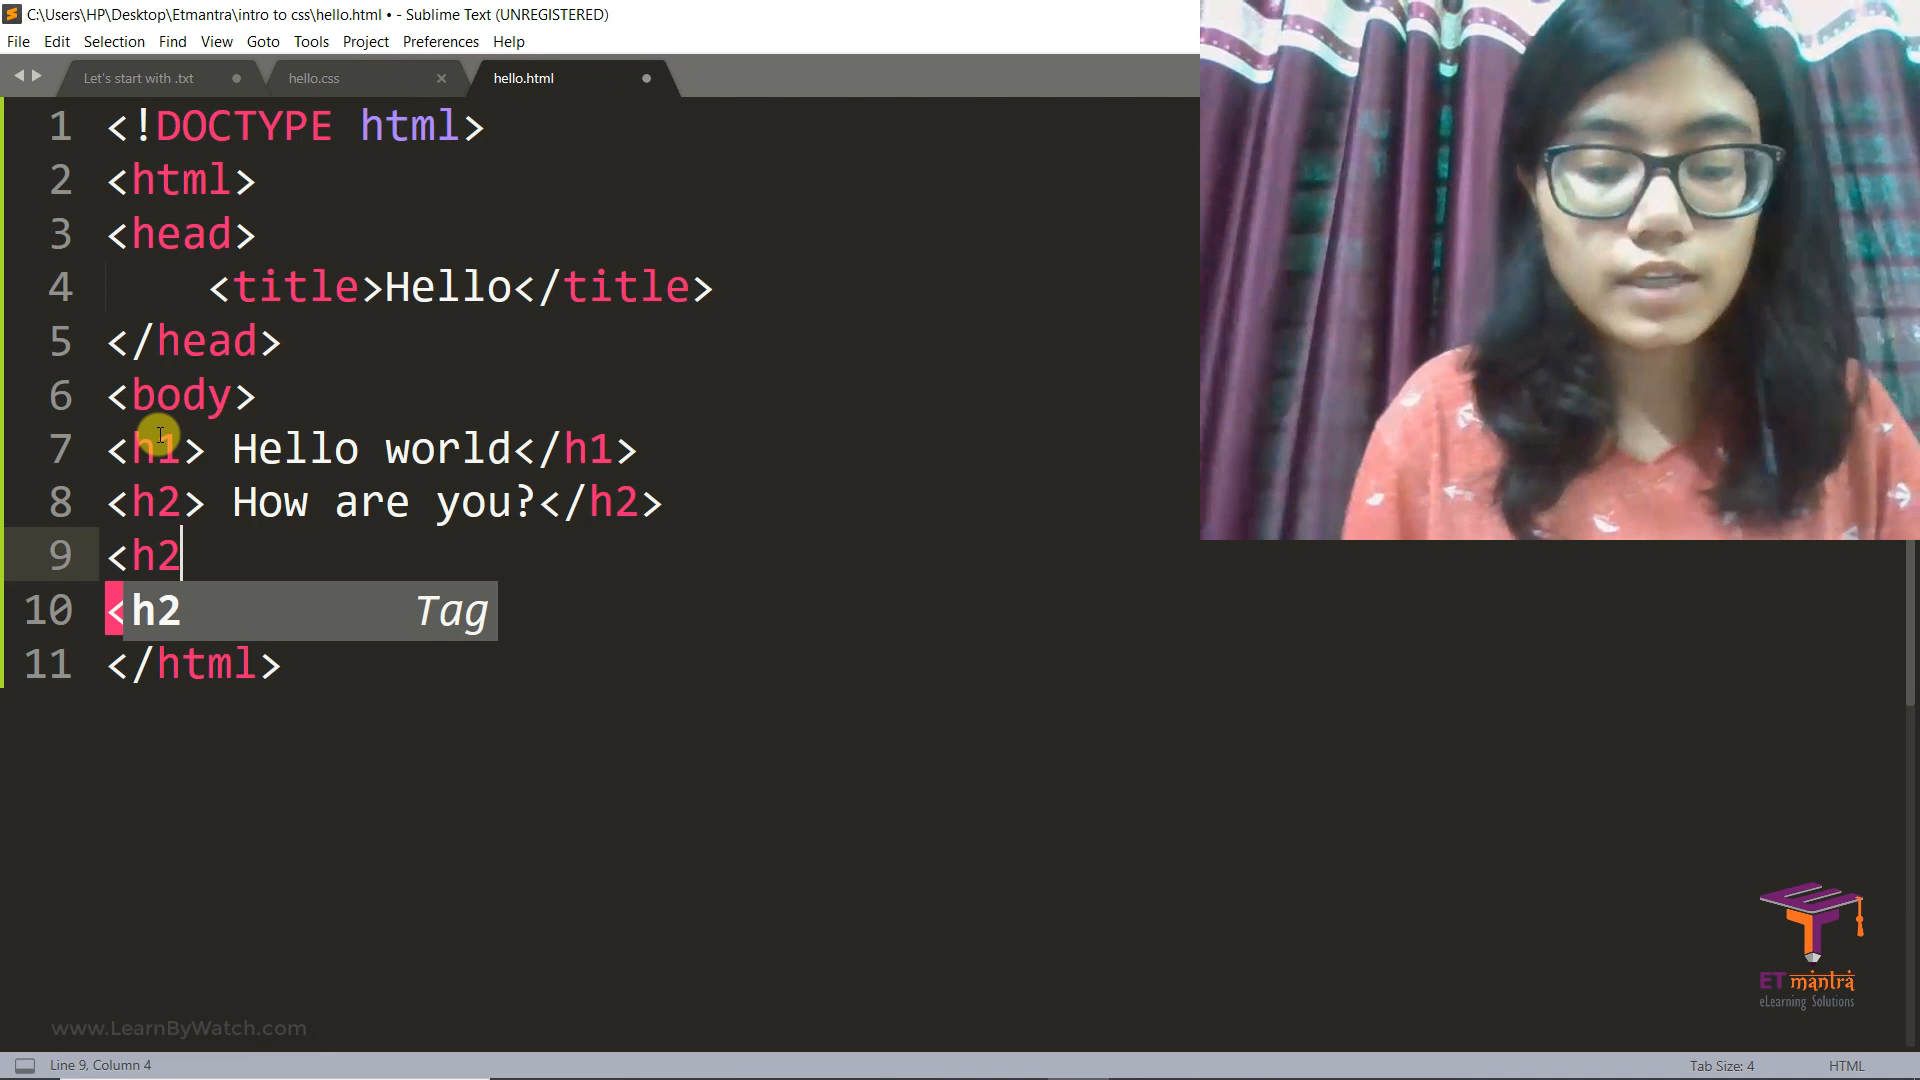 C:\Users\HP\Desktop\Etmantra\intro to css\hello.html • - Sublime Text (UNREGISTERED)
File Edit Selection Find View Goto Tools Project Preferences Help
Let's start with .txt hello.css hello.html
1 <!DOCTYPE html>
2 <html>
3 <head>
4 <title>Hello</title>
5 </head>
6 <body>
7 <h1> Hello world</h1>
8 <h2> How are you?</h2>
9 <h2
10 < h2 Tag
11 </html>
ET mantra
eLearning Solutions
www.LearnByWatch.com
Line 9, Column 4 Tab Size: 4 HTML